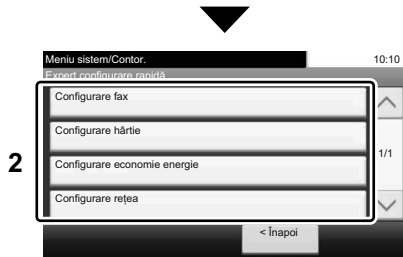 Meniu sistem/Contor. 10:10
Expert configurare rapidă
Configurare fax
Configurare hârtie
2 1/1
Configurare economie energie
Configurare rețea
< Înapoi